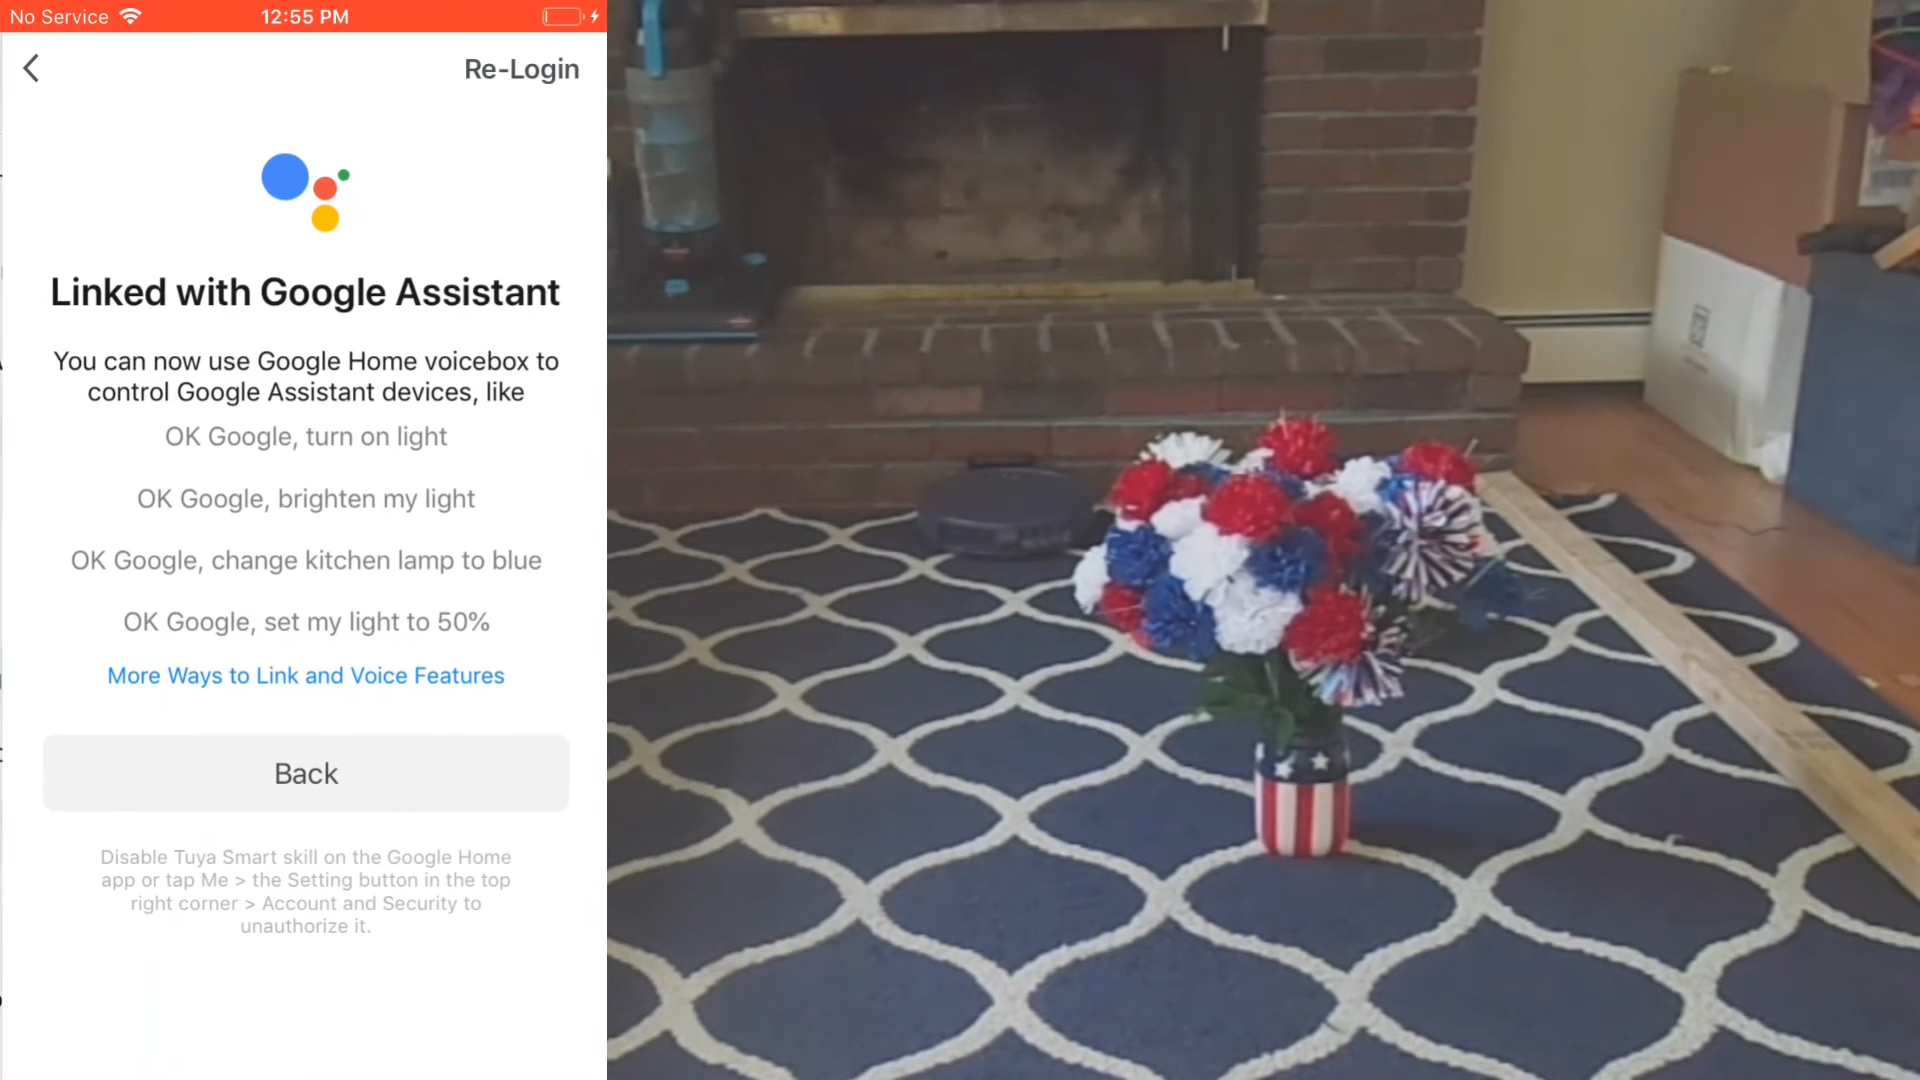 No Service 12:55 PM
Re-Login
Linked with Google Assistant
You can now use Google Home voicebox to
control Google Assistant devices, like
OK Google, turn on light
OK Google, brighten my light
OK Google, change kitchen lamp to blue
OK Google, set my light to 50%
More Ways to Link and Voice Features
Back
Disable Tuya Smart skill on the Google Home
app or tap Me > the Setting button in the top
right corner > Account and Security to
unauthorize it.